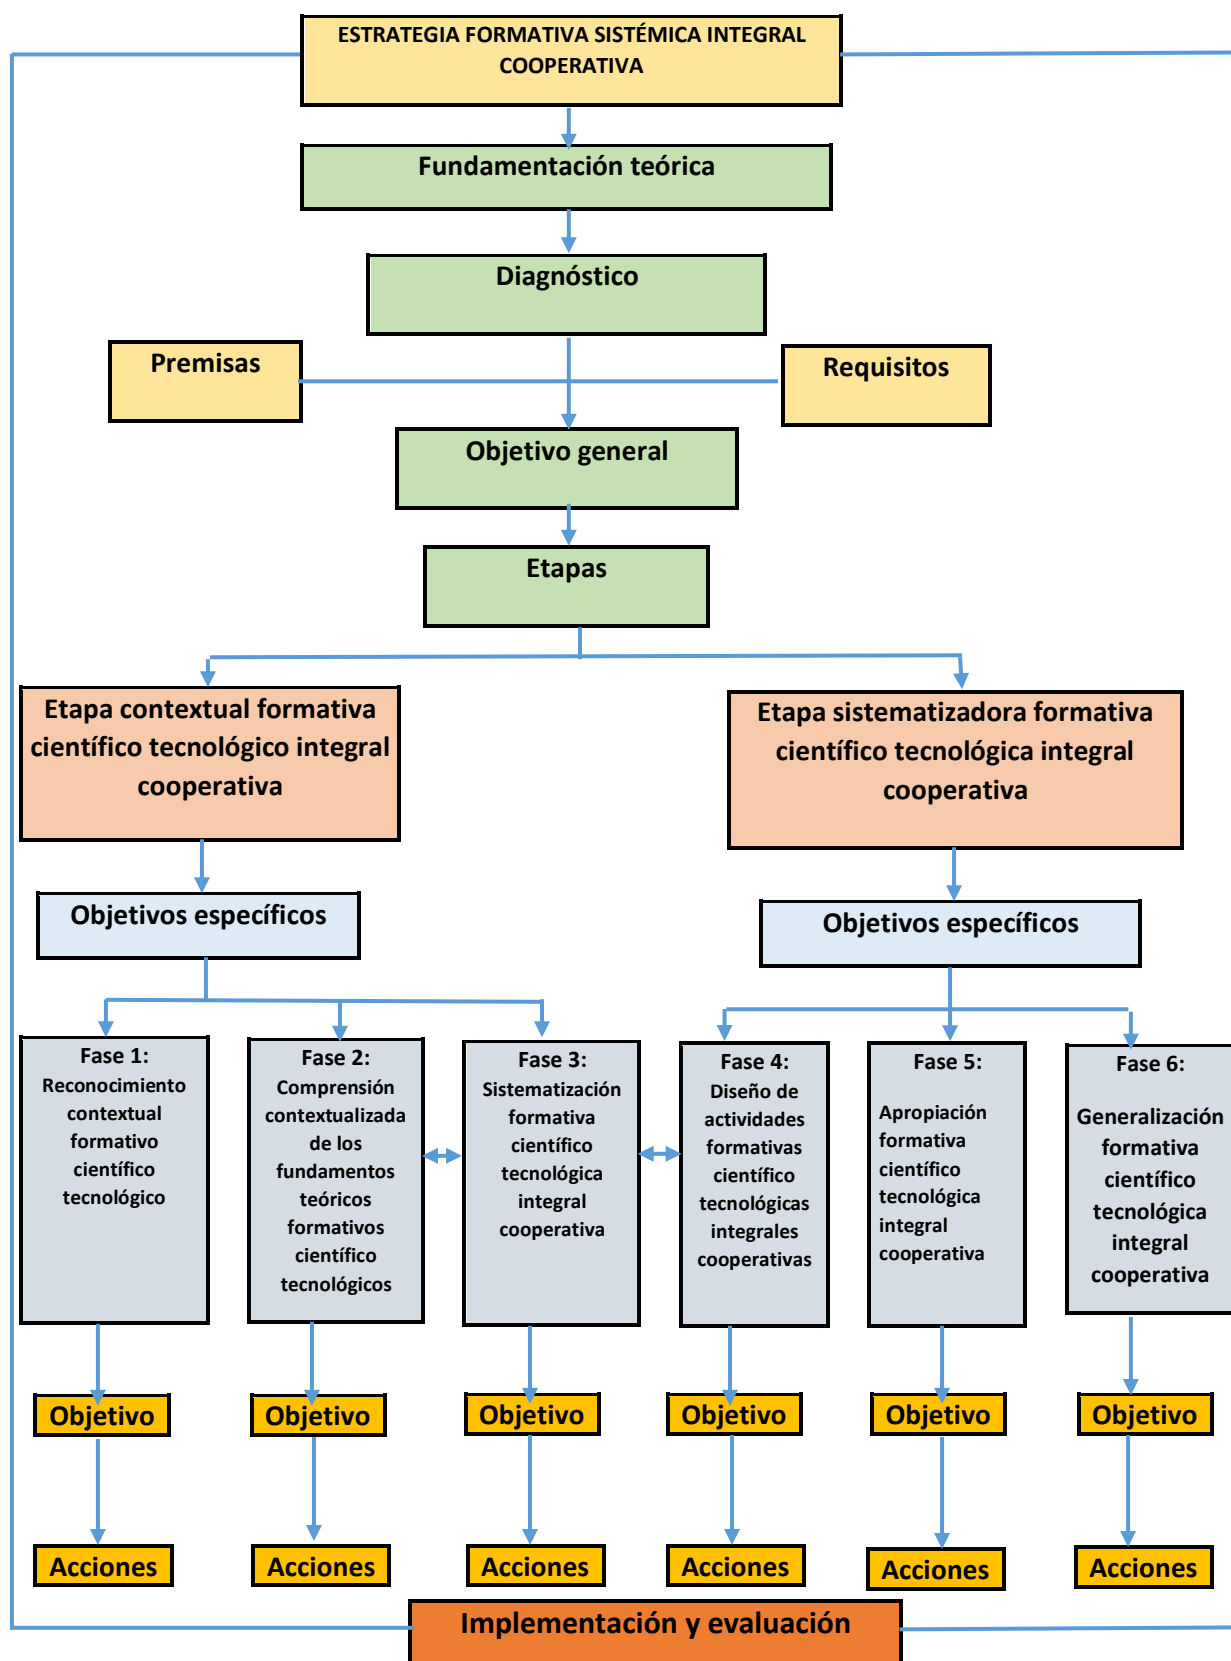 ESTRATEGIA FORMATIVA SISTÉMICA INTEGRAL
COOPERATIVA
Fundamentación teórica
Diagnóstico
Premisas
Requisitos
Objetivo general
Etapas
Etapa contextual formativa
científico tecnológico integral
cooperativa
Etapa sistematizadora formativa
científico tecnológica integral
cooperativa
Objetivos específicos
Objetivos específicos
Fase 1:
Reconocimiento
contextual
formativo
científico
tecnológico
Fase 2:
Comprensión
contextualizada
de los
fundamentos
teóricos
formativos
científico
tecnológicos
Fase 3:
Sistematización
formativa
científico
tecnológica
integral
cooperativa
Fase 4:
Diseño de
actividades
formativas
científico
tecnológicas
integrales
cooperativas
Fase 5:
Apropiación
formativa
científico
tecnológica
integral
cooperativa
Fase 6:
Generalización
formativa
científico
tecnológica
integral
cooperativa
Objetivo
Objetivo
Objetivo
Objetivo
Objetivo
Objetivo
Acciones
Acciones
Acciones
Acciones
Acciones
Acciones
Implementación y evaluación